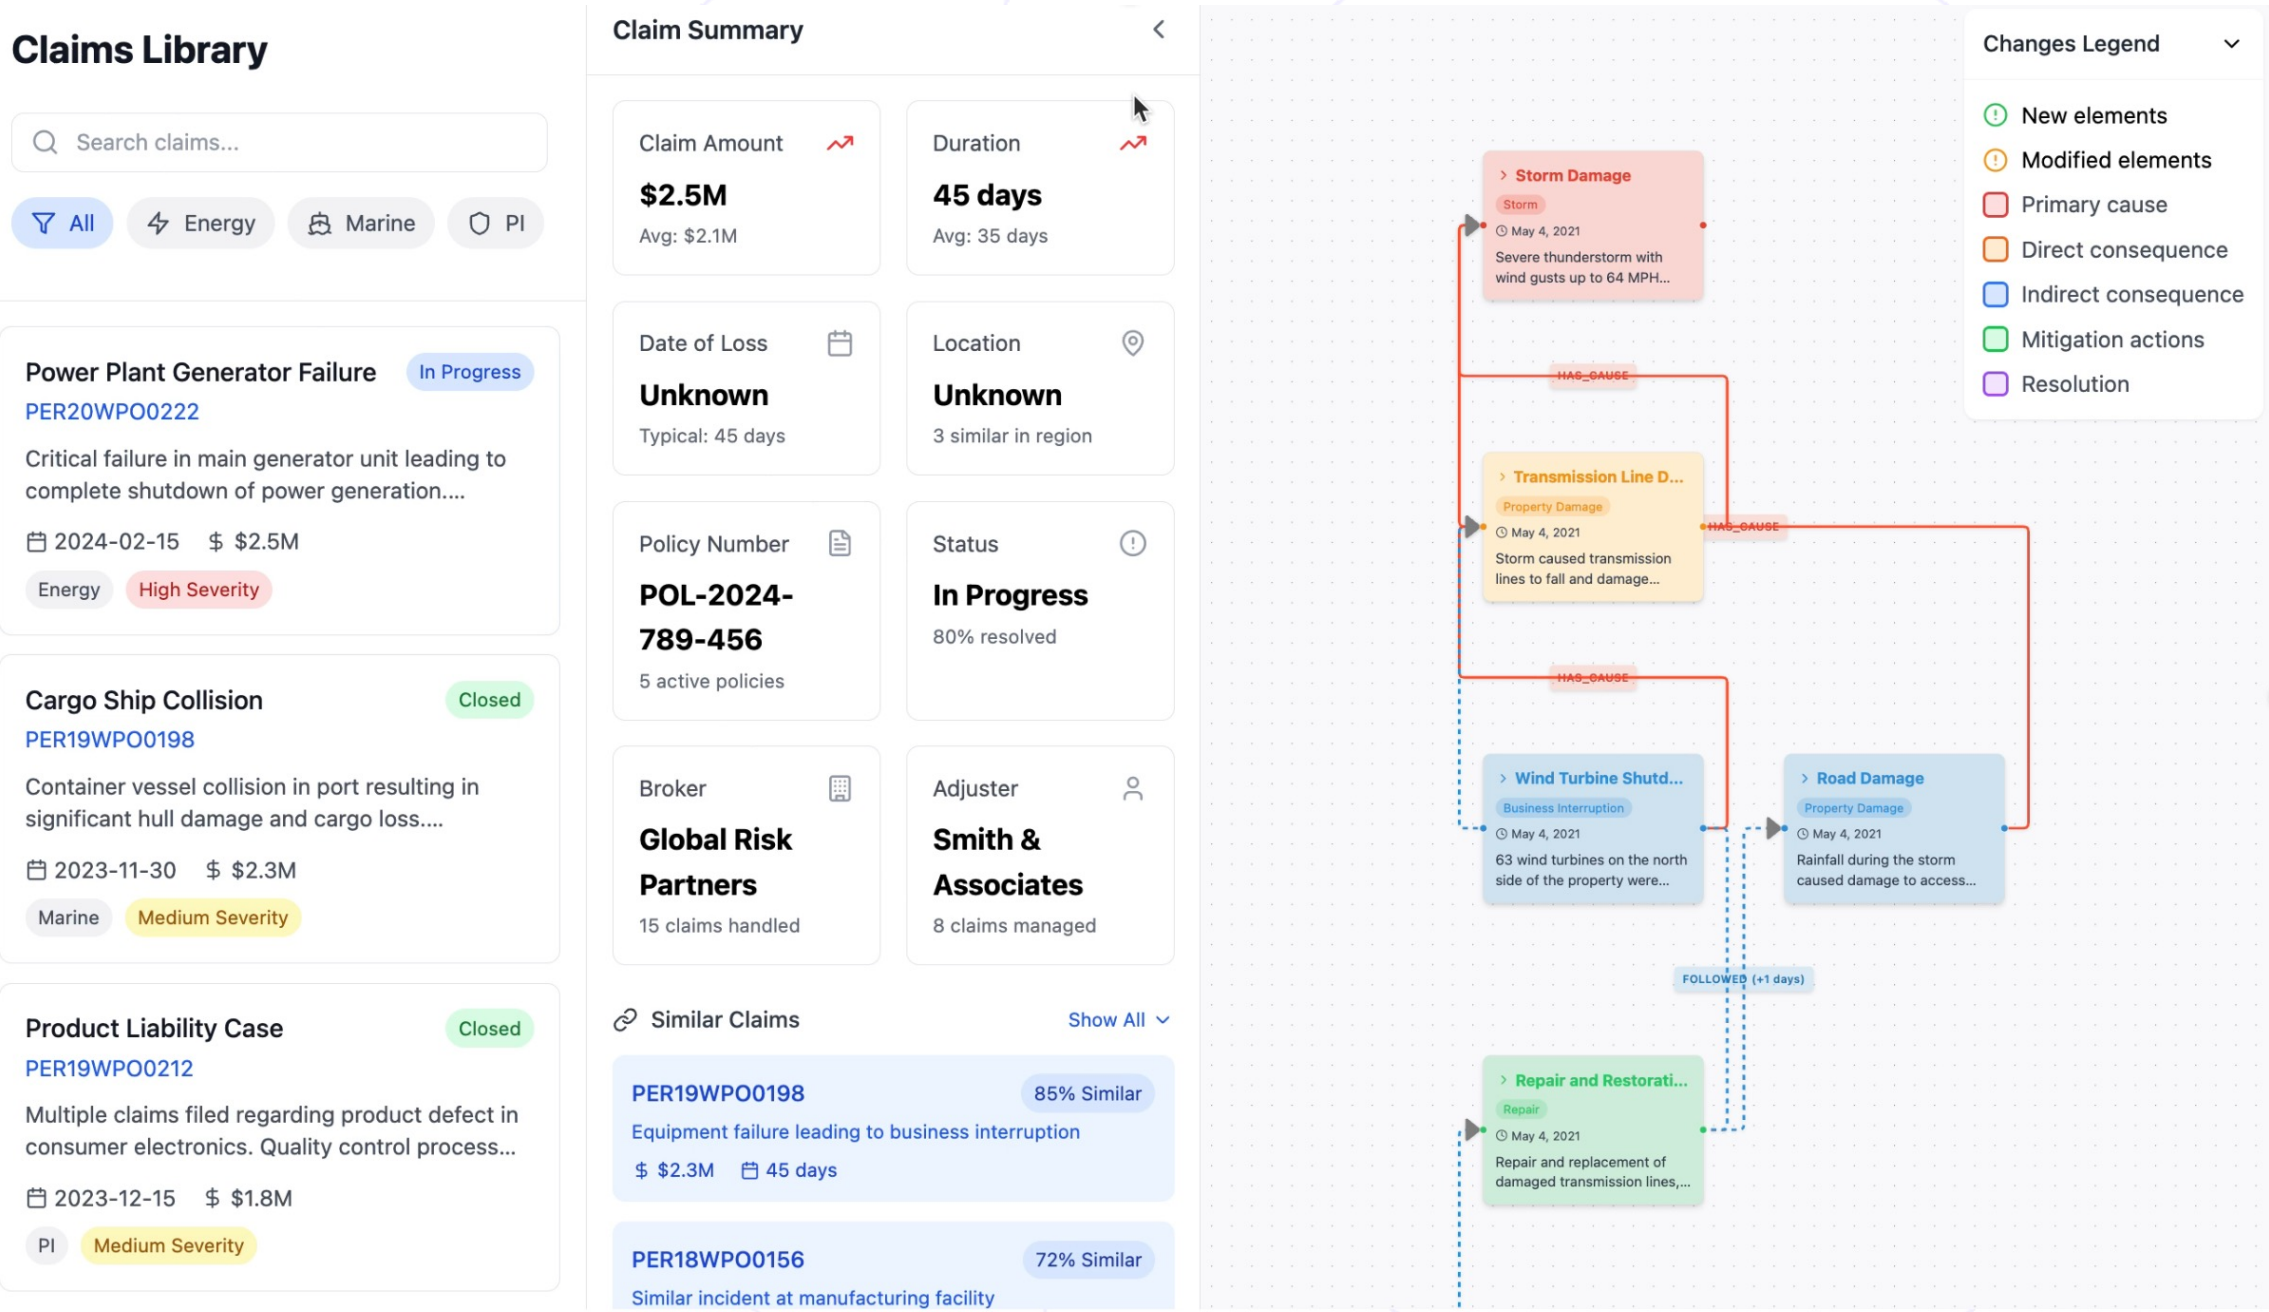 Claims Library
Search claims...
All
Energy
Marine
PI
Power Plant Generator Failure
In Progress
PER20WPO0222
Critical failure in main generator unit leading to
complete shutdown of power generation....
2024-02-15
$ $2.5M
Energy
High Severity
Cargo Ship Collision
Closed
PER19WPO0198
Container vessel collision in port resulting in
significant hull damage and cargo loss....
2023-11-30
$ $2.3M
Marine
Medium Severity
Product Liability Case
Closed
PER19WPO0212
Multiple claims filed regarding product defect in
consumer electronics. Quality control process...
2023-12-15
$ $1.8M
PI
Medium Severity
Claim Summary
Claim Amount
$2.5M
Avg: $2.1M
Duration
45 days
Avg: 35 days
Date of Loss
Unknown
Typical: 45 days
Location
Unknown
3 similar in region
Policy Number
POL-2024-
789-456
5 active policies
Status
In Progress
80% resolved
Broker
Global Risk
Partners
15 claims handled
Adjuster
Smith &
Associates
8 claims managed
Similar Claims
Show All
PER19WPO0198
85% Similar
Equipment failure leading to business interruption
$ $2.3M
45 days
PER18WPO0156
72% Similar
Similar incident at manufacturing facility
Storm Damage
Storm
May 4, 2021
Severe thunderstorm with
wind gusts up to 64 MPH...
HAS_CAUSE
Transmission Line D...
Property Damage
May 4, 2021
Storm caused transmission
lines to fall and damage...
HAS_CAUSE
HAS_CAUSE
Wind Turbine Shutd...
Business Interruption
May 4, 2021
63 wind turbines on the north
side of the property were...
Road Damage
Property Damage
May 4, 2021
Rainfall during the storm
caused damage to access...
FOLLOWED (+1 days)
Repair and Restorati...
Repair
May 4, 2021
Repair and replacement of
damaged transmission lines,...
Changes Legend
New elements
Modified elements
Primary cause
Direct consequence
Indirect consequence
Mitigation actions
Resolution